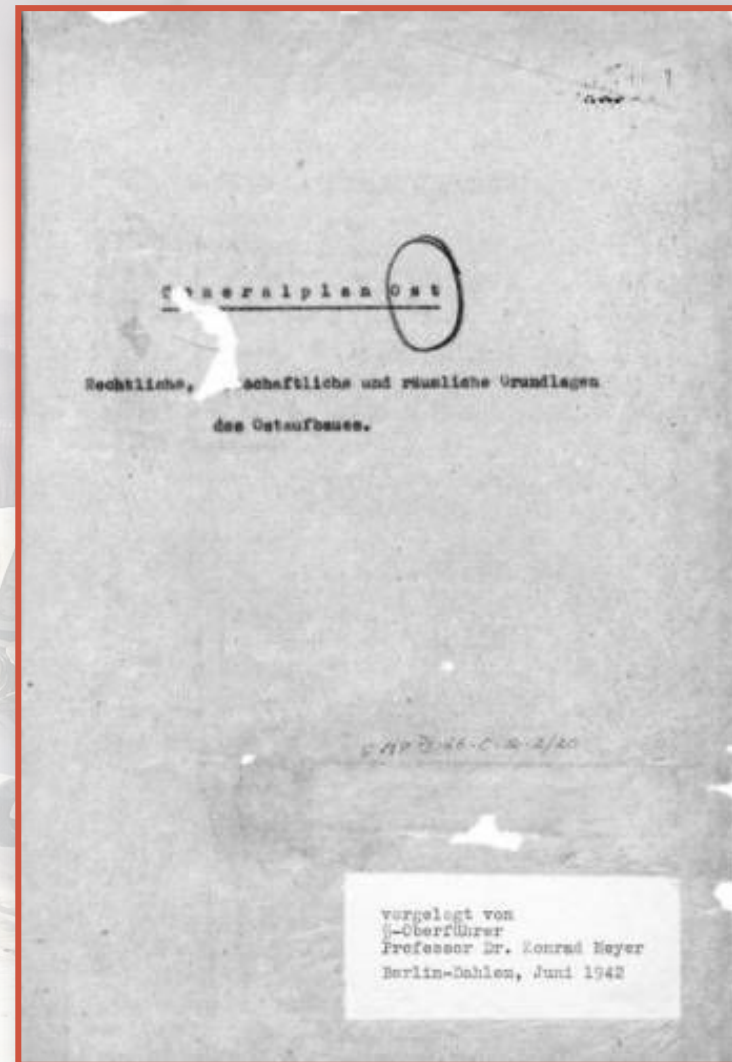 Generalplan Ost
Rechtliche, schaftliche und räumliche Grundlagen
des Ostaufbaues.
vorgelegt von
SS-Oberführer
Professor Dr. Konrad Meyer
Berlin-Dahlem, Juni 1942